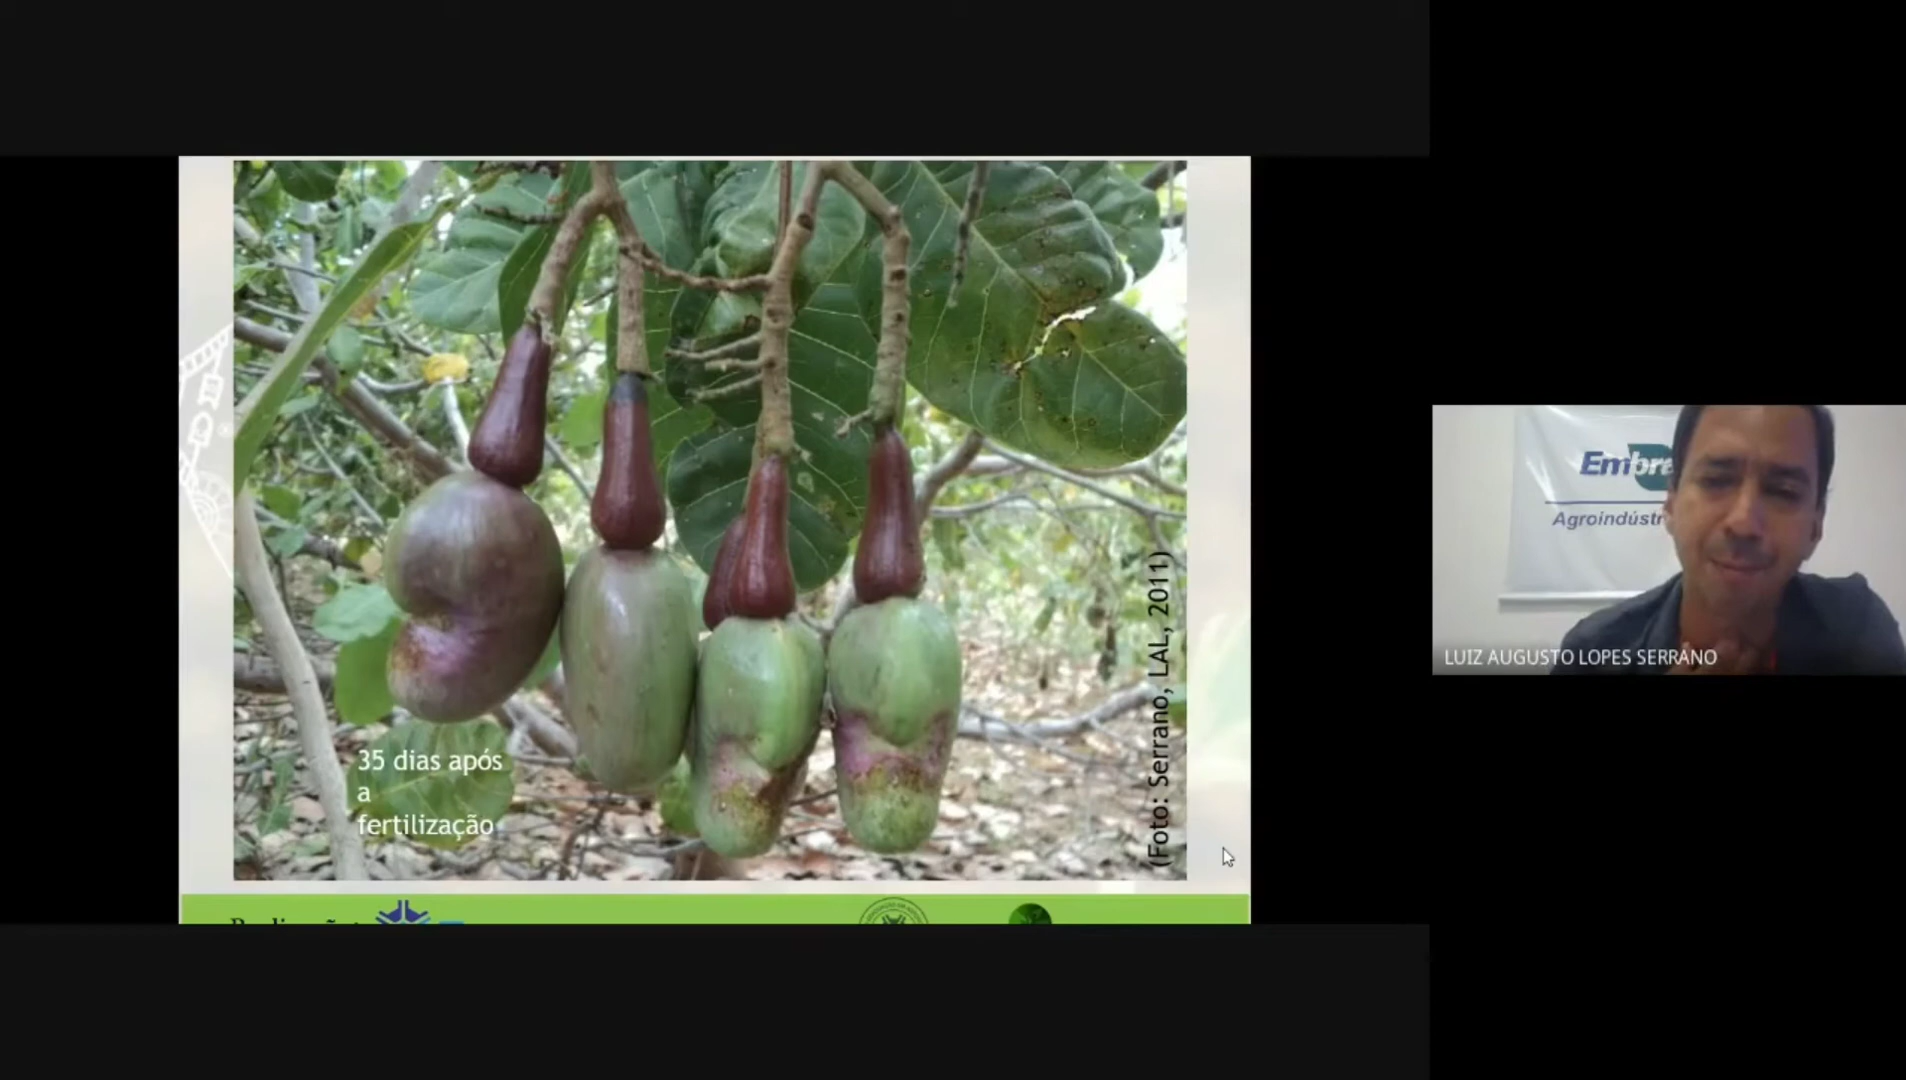 35 dias após
a
fertilização
(Foto: Serrano, LAL, 2011)
Embra
Agroindústr
LUIZ AUGUSTO LOPES SERRANO